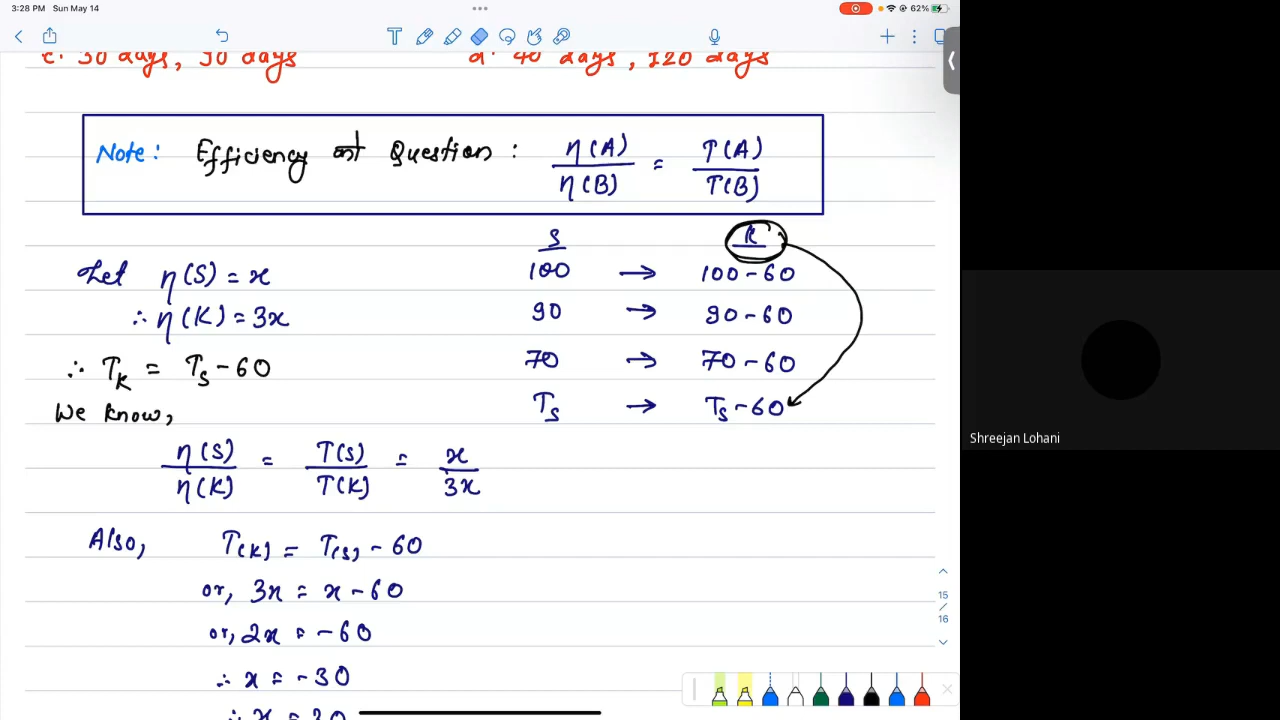 3:28 PM Sun May 14
62%
c. 30 days, 90 days d. 40 days, 120 days
Note: Efficiency Question : η(A)/η(B) = T(A)/T(B)
S K
Let η(S) = x 100 → 100-60
∴ η(K) = 3x 90 → 90-60
∴ T_K = T_S - 60 70 → 70-60
We know, T_S → T_S - 60
η(S)/η(K) = T(S)/T(K) = x/3x
Shreejan Lohani
Also, T(K) = T(S) - 60
or, 3x = x - 60
or, 2x = -60
∴ x = -30
∴ x = 30
15
/
16